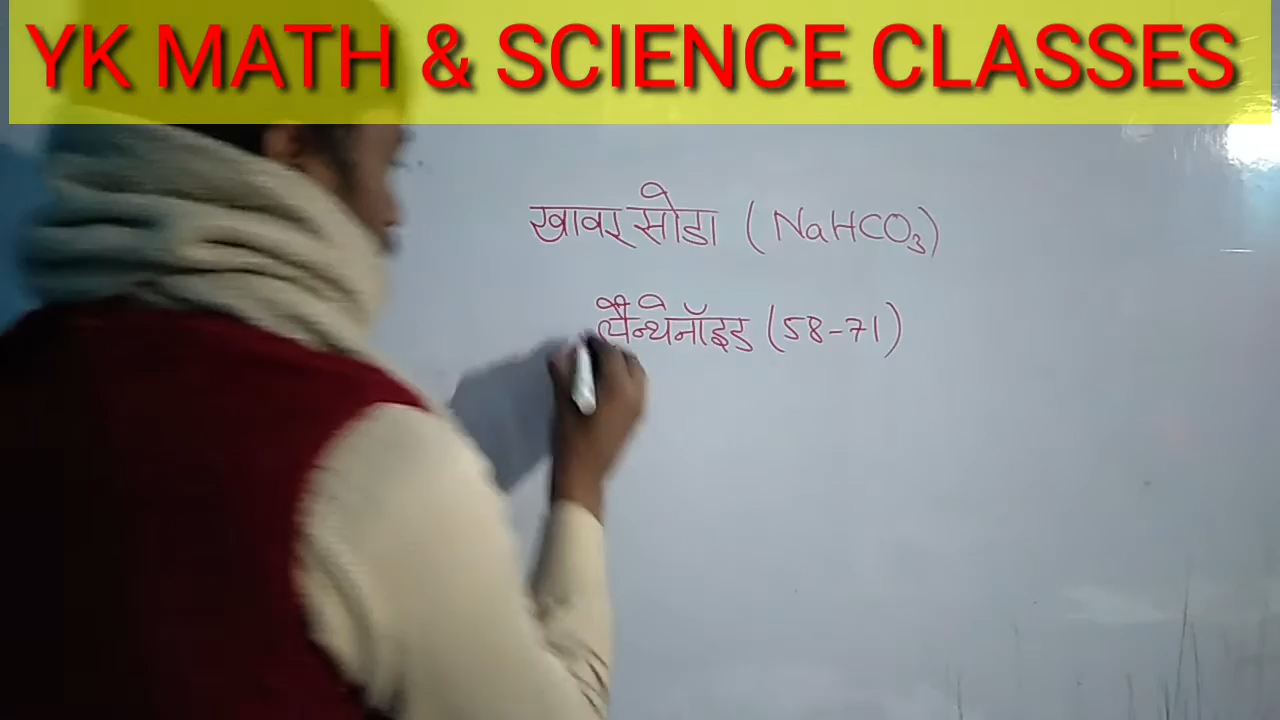 YK MATH & SCIENCE CLASSES
खावर सोडा (NaHCO₃)
लैन्थेनॉइड (58-71)